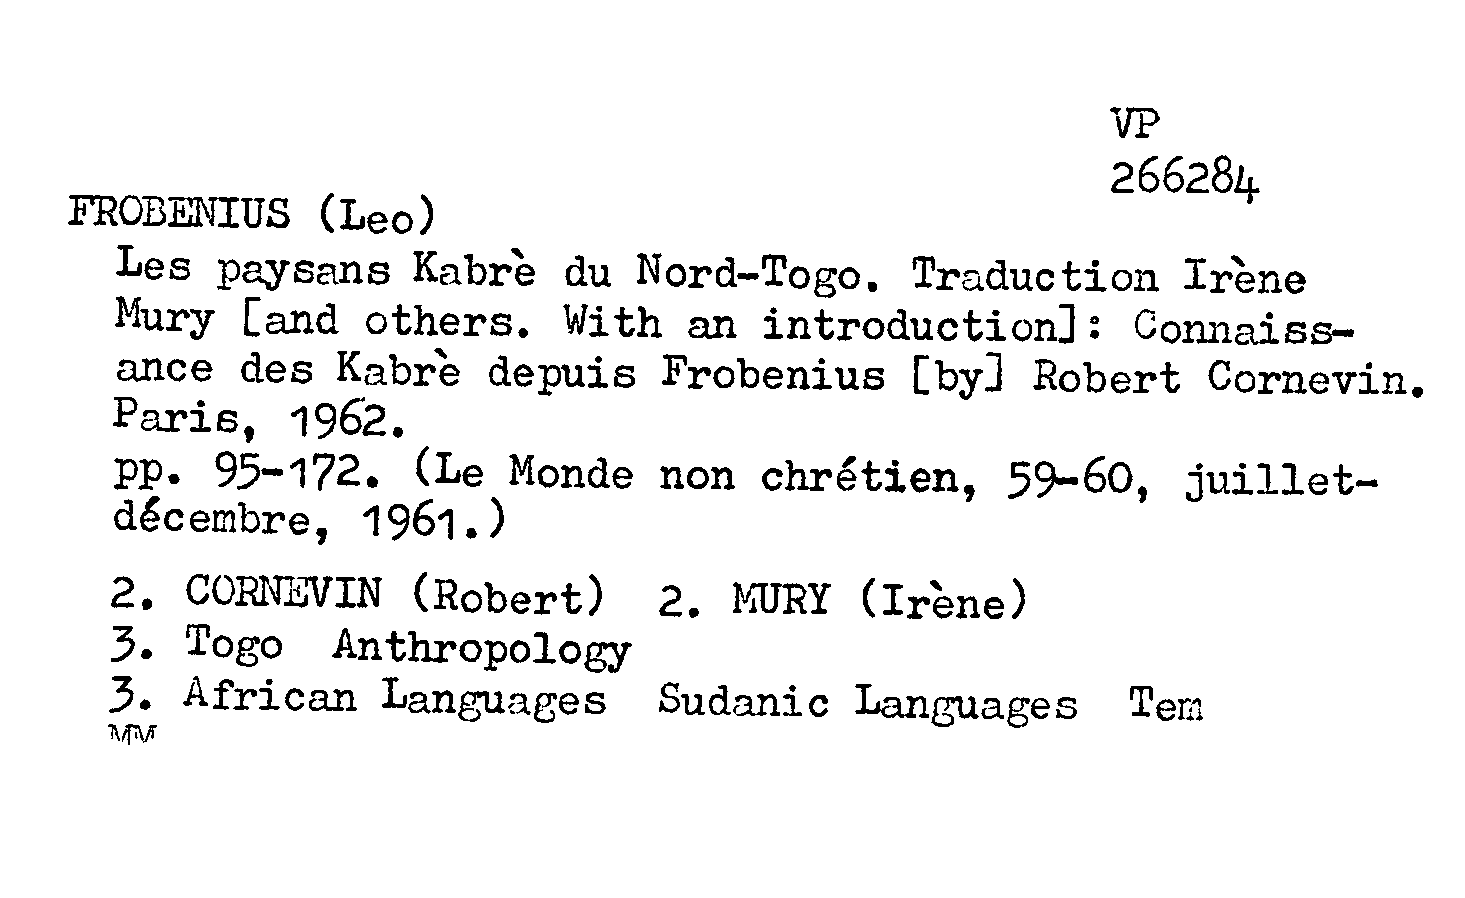 VP
266284
FROBENIUS (Leo)
Les paysans Kabrè du Nord-Togo. Traduction Irène
Mury [and others. With an introduction]: Connaiss-
ance des Kabrè depuis Frobenius [by] Robert Cornevin.
Paris, 1962.
pp. 95-172. (Le Monde non chrétien, 59-60, juillet-
décembre, 1961.)
2. CORNEVIN (Robert) 2. MURY (Irène)
3. Togo Anthropology
3. African Languages Sudanic Languages Tem
MM